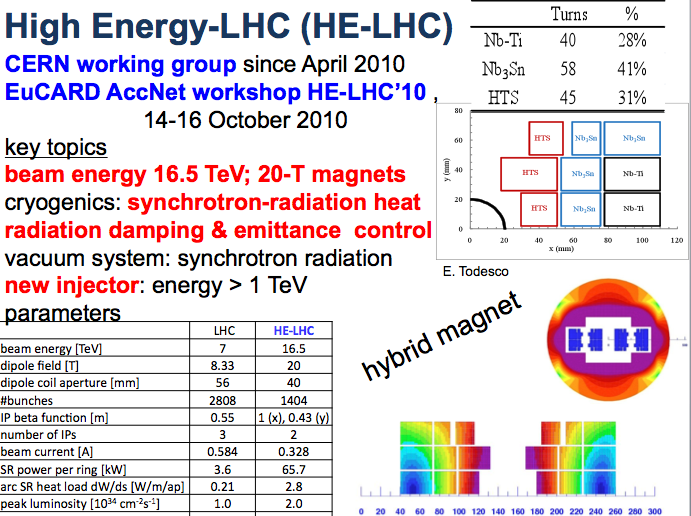 High Energy-LHC (HE-LHC)
CERN working group since April 2010
EuCARD AccNet workshop HE-LHC'10 ,
14-16 October 2010
key topics
beam energy 16.5 TeV; 20-T magnets
cryogenics: synchrotron-radiation heat
radiation damping & emittance control
vacuum system: synchrotron radiation
new injector: energy > 1 TeV
parameters
LHC HE-LHC
beam energy [TeV] 7 16.5
dipole field [T] 8.33 20
dipole coil aperture [mm] 56 40
#bunches 2808 1404
IP beta function [m] 0.55 1 (x), 0.43 (y)
number of IPs 3 2
beam current [A] 0.584 0.328
SR power per ring [kW] 3.6 65.7
arc SR heat load dW/ds [W/m/ap] 0.21 2.8
peak luminosity [10³⁴ cm⁻²s⁻¹] 1.0 2.0
Turns %
Nb-Ti 40 28%
Nb₃Sn 58 41%
HTS 45 31%
80
60
40
20
0
y (mm)
HTS Nb₃Sn Nb₃Sn
HTS Nb₃Sn Nb-Ti
HTS Nb₃Sn Nb-Ti
0 20 40 60 80 100 120
x (mm)
E. Todesco
hybrid magnet
0 20 40 60 80 100 120 140 160 180 200 220 240 260 280 300